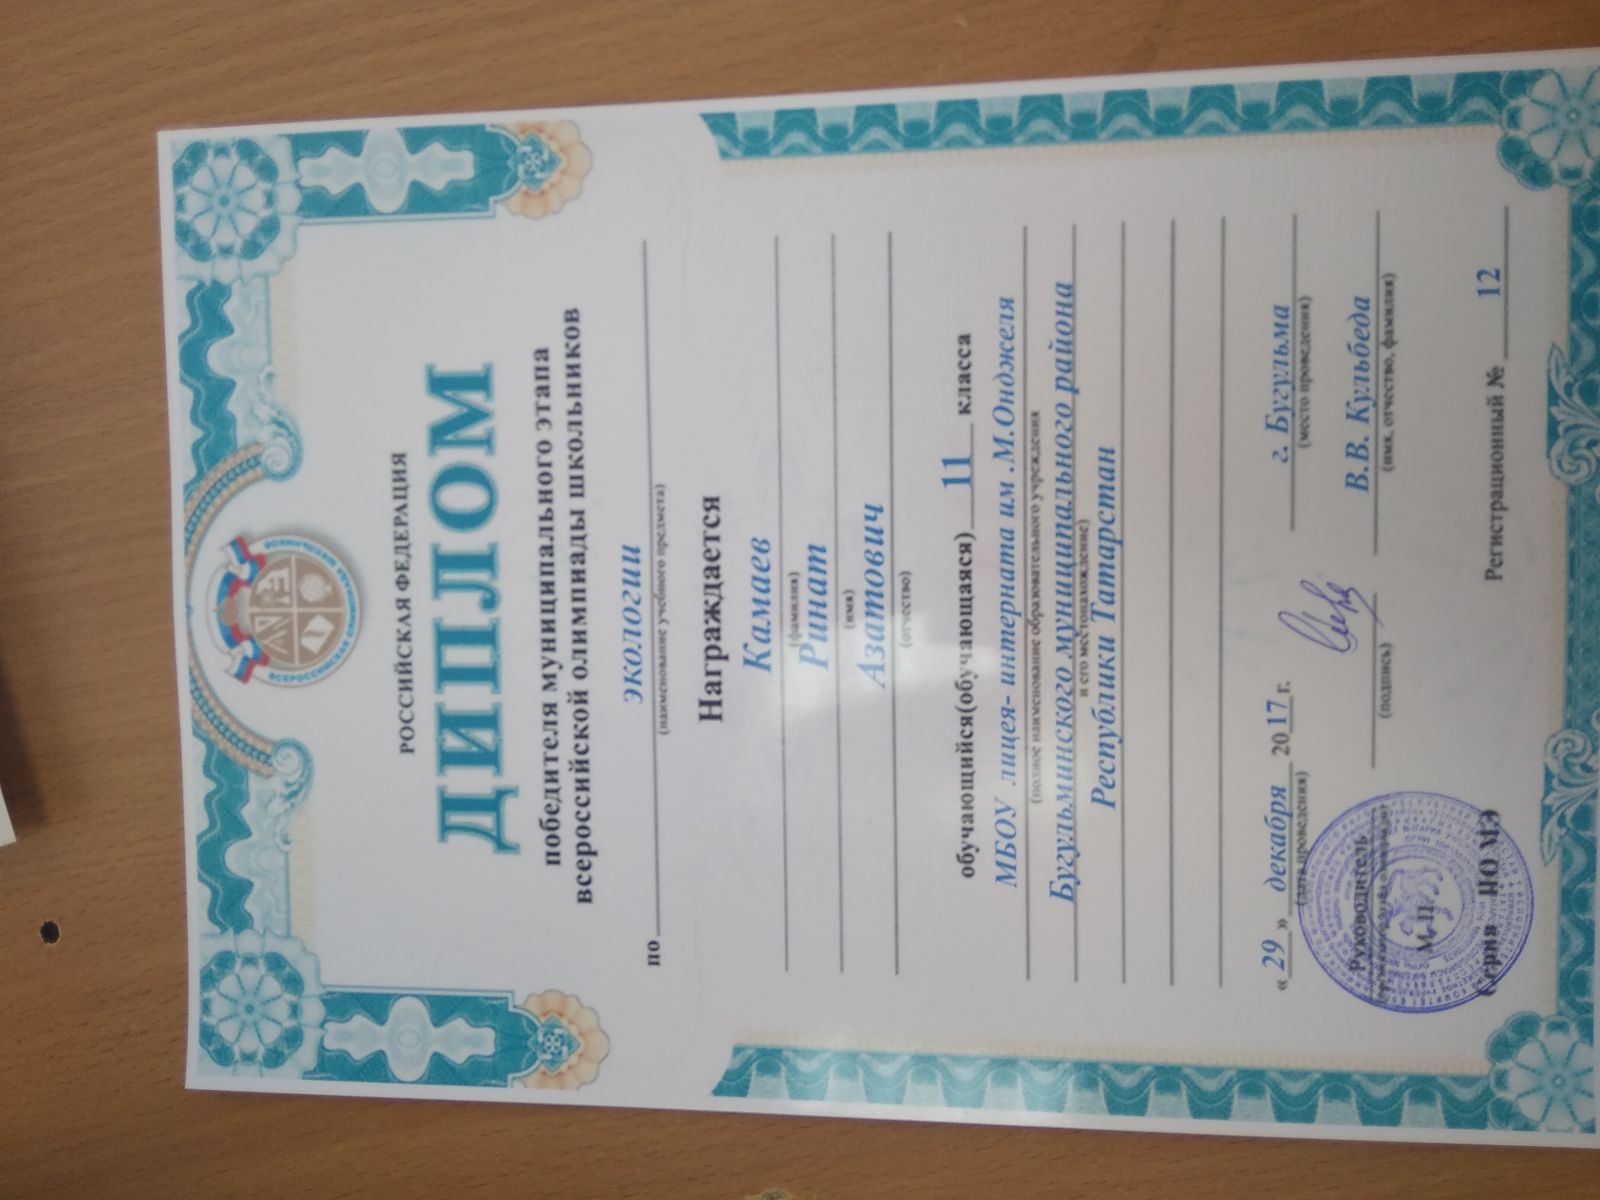 РОССИЙСКАЯ ФЕДЕРАЦИЯ
ДИПЛОМ
победителя муниципального этапа
всероссийской олимпиады школьников
по экологии
(наименование учебного предмета)
Награждается
Камаев
(фамилия)
Ринат
(имя)
Азатович
(отчество)
обучающийся(обучающаяся) 11 класса
МБОУ лицея- интерната им .М.Онджеля
(полное наименование образовательного учреждения
Бугульминского муниципального района
и его местонахождение)
Республики Татарстан
« 29 » декабря 2017 г. г. Бугульма
(дата проведения) (место проведения)
Руководитель В.В. Кульбеда
(подпись) (имя, отчество, фамилия)
М.П.
Серия НО МЭ Регистрационный № 12